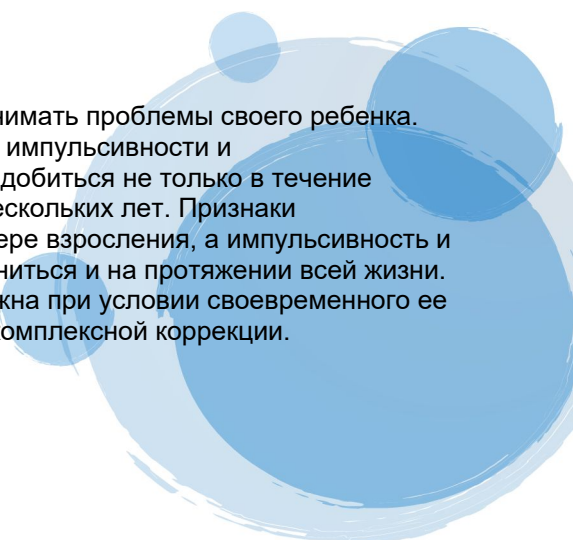 нимать проблемы своего ребенка.
импульсивности и
добиться не только в течение
ескольких лет. Признаки
ере взросления, а импульсивность и
ниться и на протяжении всей жизни.
жна при условии своевременного ее
комплексной коррекции.